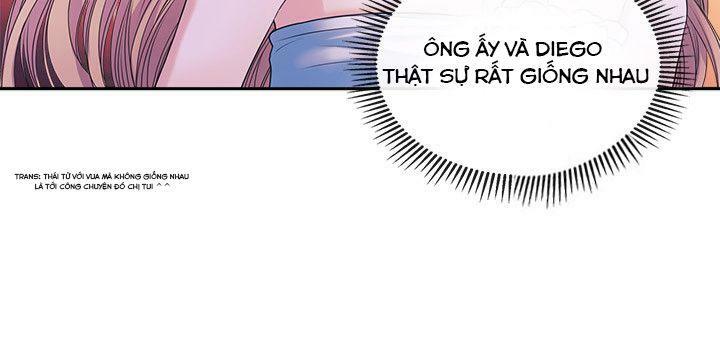 ÔNG ẤY VÀ DIEGO
THẬT SỰ RẤT GIỐNG NHAU
TRANS: THÁI TỬ VỚI VUA MÀ KHÔNG GIỐNG NHAU
LÀ TỚI CÔNG CHUYỆN ĐÓ CHỊ TUI ^^